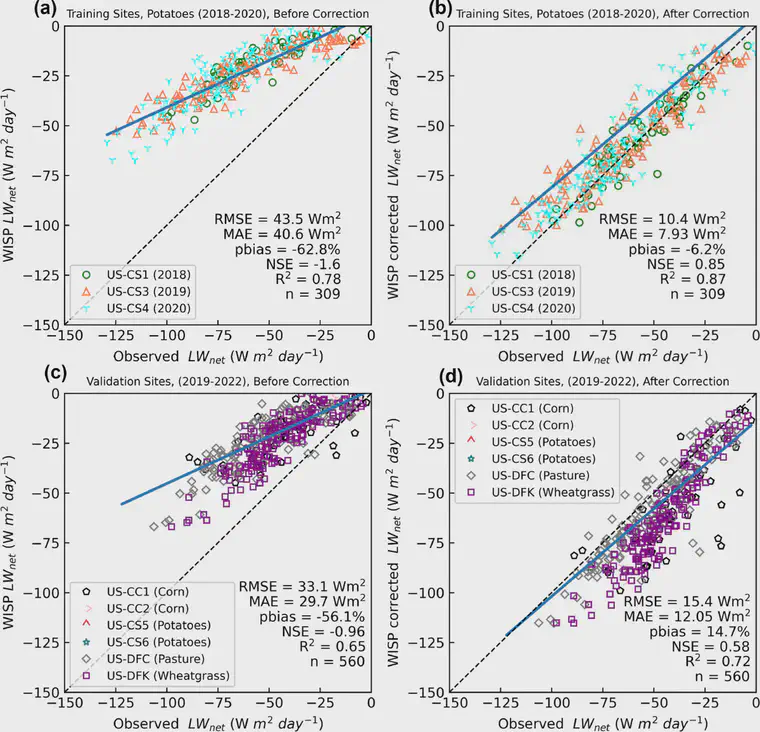 (a) Training Sites, Potatoes (2018-2020), Before Correction
WISP LWnet (W m² day⁻¹)
0
−25
−50
−75
−100
−125
−150
RMSE = 43.5 Wm²
MAE = 40.6 Wm²
pbias = -62.8%
NSE = -1.6
R² = 0.78
n = 309
US-CS1 (2018)
US-CS3 (2019)
US-CS4 (2020)
−150 −125 −100 −75 −50 −25 0
Observed LWnet (W m² day⁻¹)
(b) Training Sites, Potatoes (2018-2020), After Correction
WISP corrected LWnet (W m² day⁻¹)
0
−25
−50
−75
−100
−125
−150
RMSE = 10.4 Wm²
MAE = 7.93 Wm²
pbias = -6.2%
NSE = 0.85
R² = 0.87
n = 309
US-CS1 (2018)
US-CS3 (2019)
US-CS4 (2020)
−150 −125 −100 −75 −50 −25 0
Observed LWnet (W m² day⁻¹)
(c) Validation Sites, (2019-2022), Before Correction
WISP LWnet (W m² day⁻¹)
0
−25
−50
−75
−100
−125
−150
US-CC1 (Corn)
US-CC2 (Corn)
US-CS5 (Potatoes)
US-CS6 (Potatoes)
US-DFC (Pasture)
US-DFK (Wheatgrass)
RMSE = 33.1 Wm²
MAE = 29.7 Wm²
pbias = -56.1%
NSE = -0.96
R² = 0.65
n = 560
−150 −125 −100 −75 −50 −25 0
Observed LWnet (W m² day⁻¹)
(d) Validation Sites, (2019-2022), After Correction
WISP corrected LWnet (W m² day⁻¹)
0
−25
−50
−75
−100
−125
−150
US-CC1 (Corn)
US-CC2 (Corn)
US-CS5 (Potatoes)
US-CS6 (Potatoes)
US-DFC (Pasture)
US-DFK (Wheatgrass)
RMSE = 15.4 Wm²
MAE = 12.05 Wm²
pbias = 14.7%
NSE = 0.58
R² = 0.72
n = 560
−150 −125 −100 −75 −50 −25 0
Observed LWnet (W m² day⁻¹)